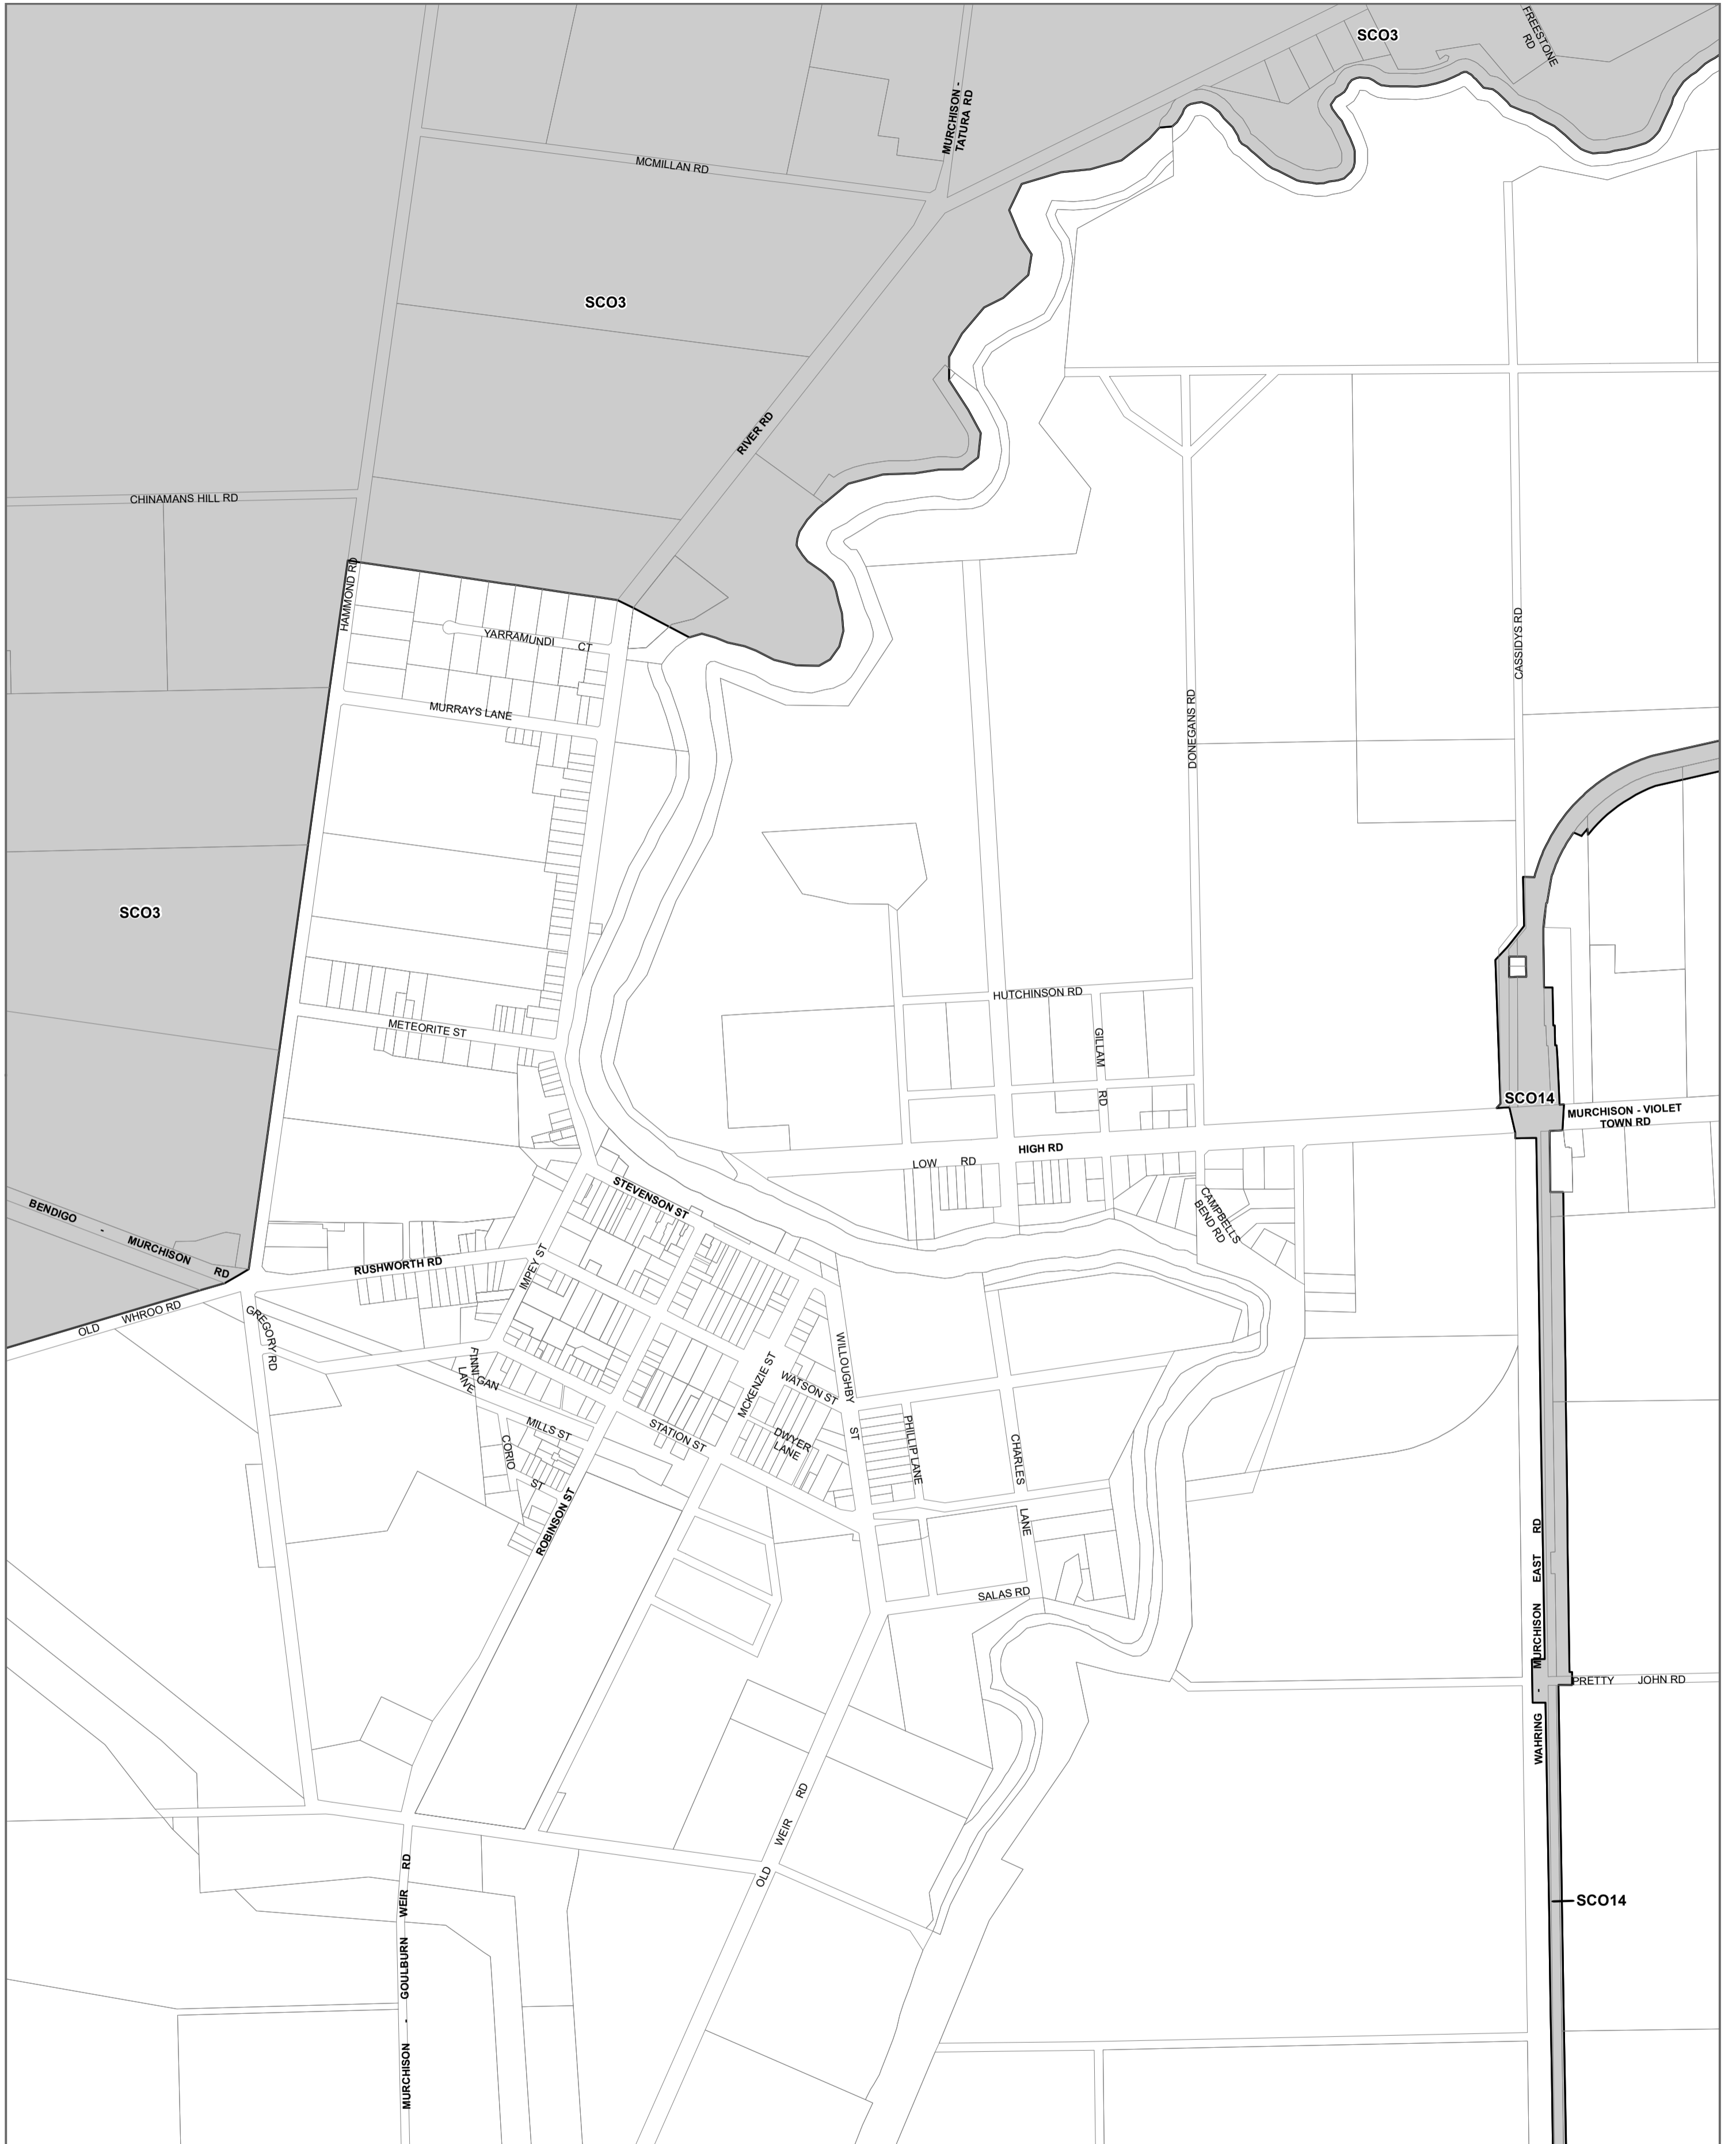 SCO3
FREESTONE
RD
MURCHISON -
TATURA RD
MCMILLAN RD
SCO3
RIVER RD
CHINAMANS HILL RD
HAMMOND RD
YARRAMUNDI CT
CASSIDYS RD
MURRAYS LANE
DONEGANS RD
SCO3
HUTCHINSON RD
METEORITE ST
GILLAM
RD
SCO14
MURCHISON - VIOLET
TOWN RD
HIGH RD
LOW RD
STEVENSON ST
CAMPBELLS
BEND RD
BENDIGO - MURCHISON RD
RUSHWORTH RD
IMPEY ST
OLD WHROO RD
GREGORY RD
WILLOUGHBY
ST
FINNIGAN
LANE
MCKENZIE ST
WATSON ST
MILLS ST
STATION ST
DWYER
LANE
CORIO
ST
PHILLIP LANE
CHARLES
LANE
ROBINSON ST
SALAS RD
WAHRING - MURCHISON EAST RD
PRETTY JOHN RD
OLD WEIR RD
MURCHISON - GOULBURN WEIR RD
SCO14